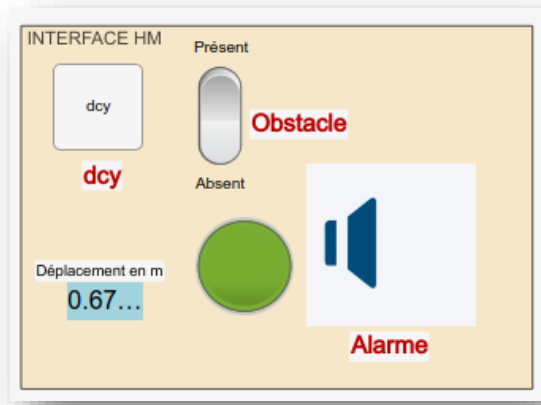 INTERFACE HM
Présent
dcy
Obstacle
dcy
Absent
Déplacement en m
0.67...
Alarme